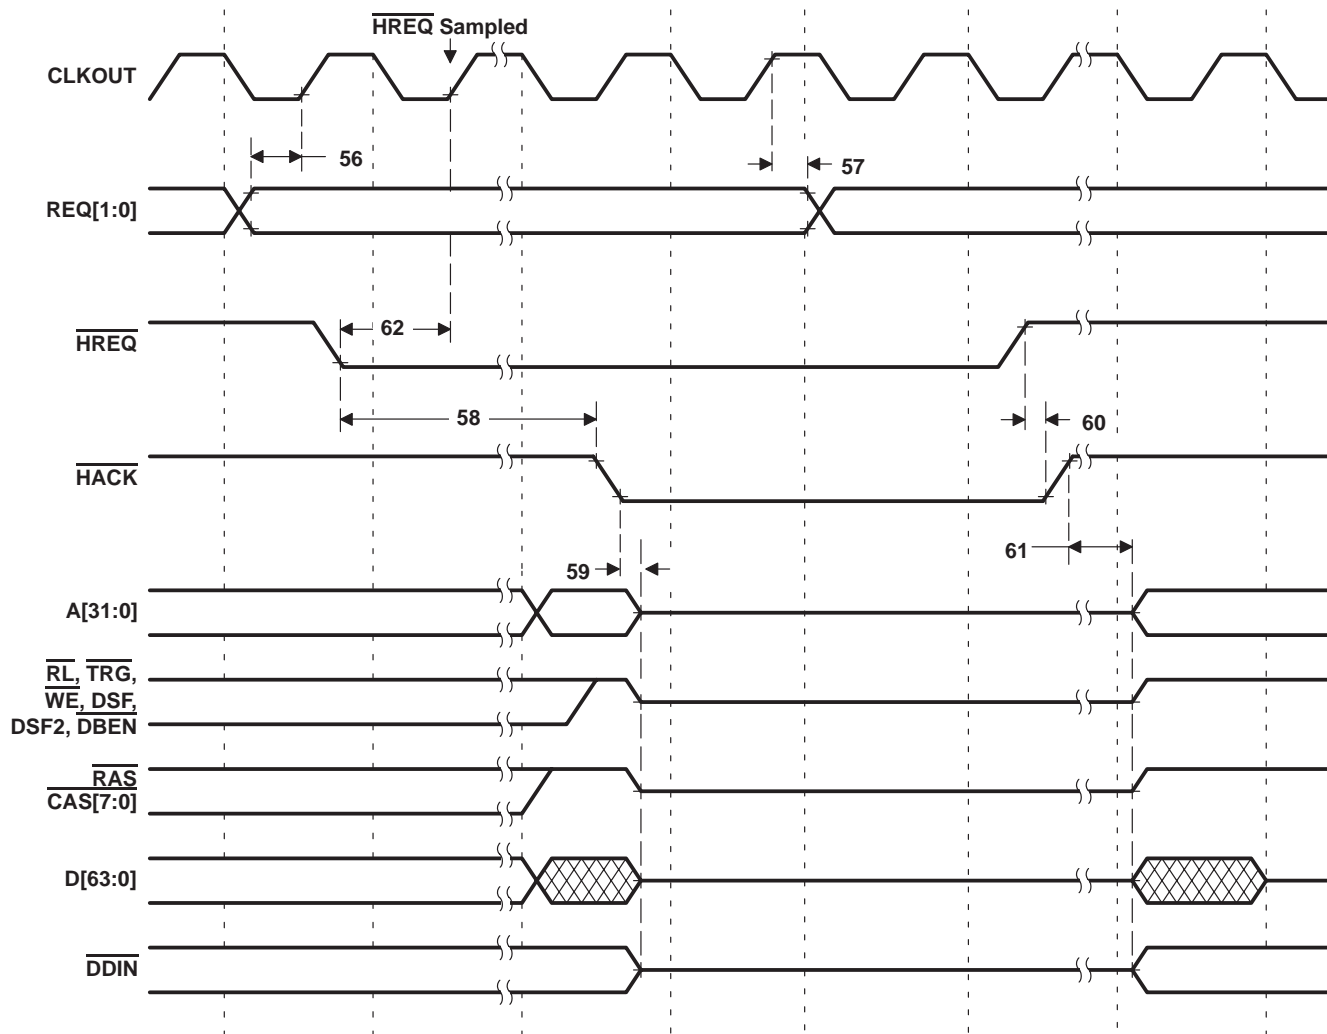 HREQ Sampled
CLKOUT
56
57
REQ[1:0]
62
HREQ
58
60
HACK
61
59
A[31:0]
RL, TRG,
WE, DSF,
DSF2, DBEN
RAS
CAS[7:0]
D[63:0]
DDIN